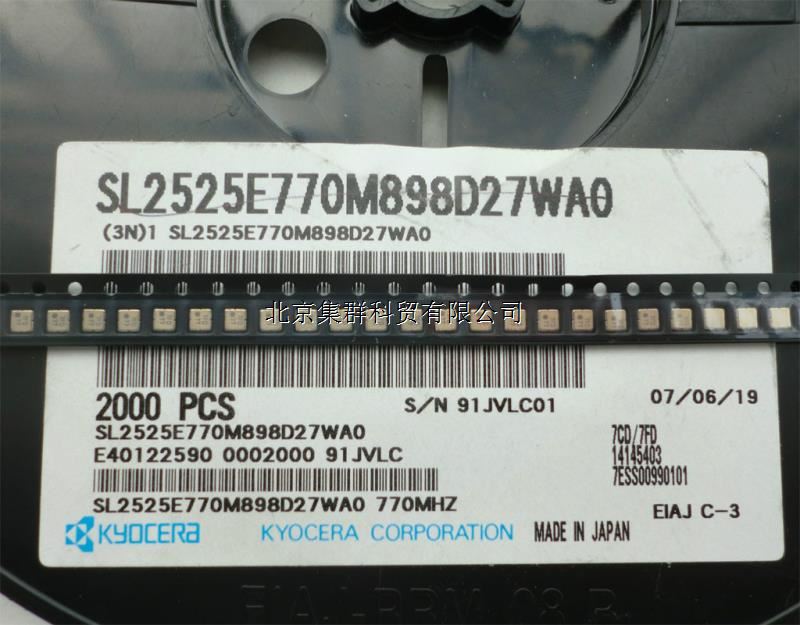 SL2525E770M898D27WA0
(3N)1 SL2525E770M898D27WA0
北京集群科贸有限公司
2000 PCS
S/N 91JVLC01
07/06/19
SL2525E770M898D27WA0
E40122590 0002000 91JVLC
7CD/7FD
14145403
7ESS00990101
SL2525E770M898D27WA0 770MHZ
EIAJ C-3
KYOCERA
KYOCERA CORPORATION
MADE IN JAPAN